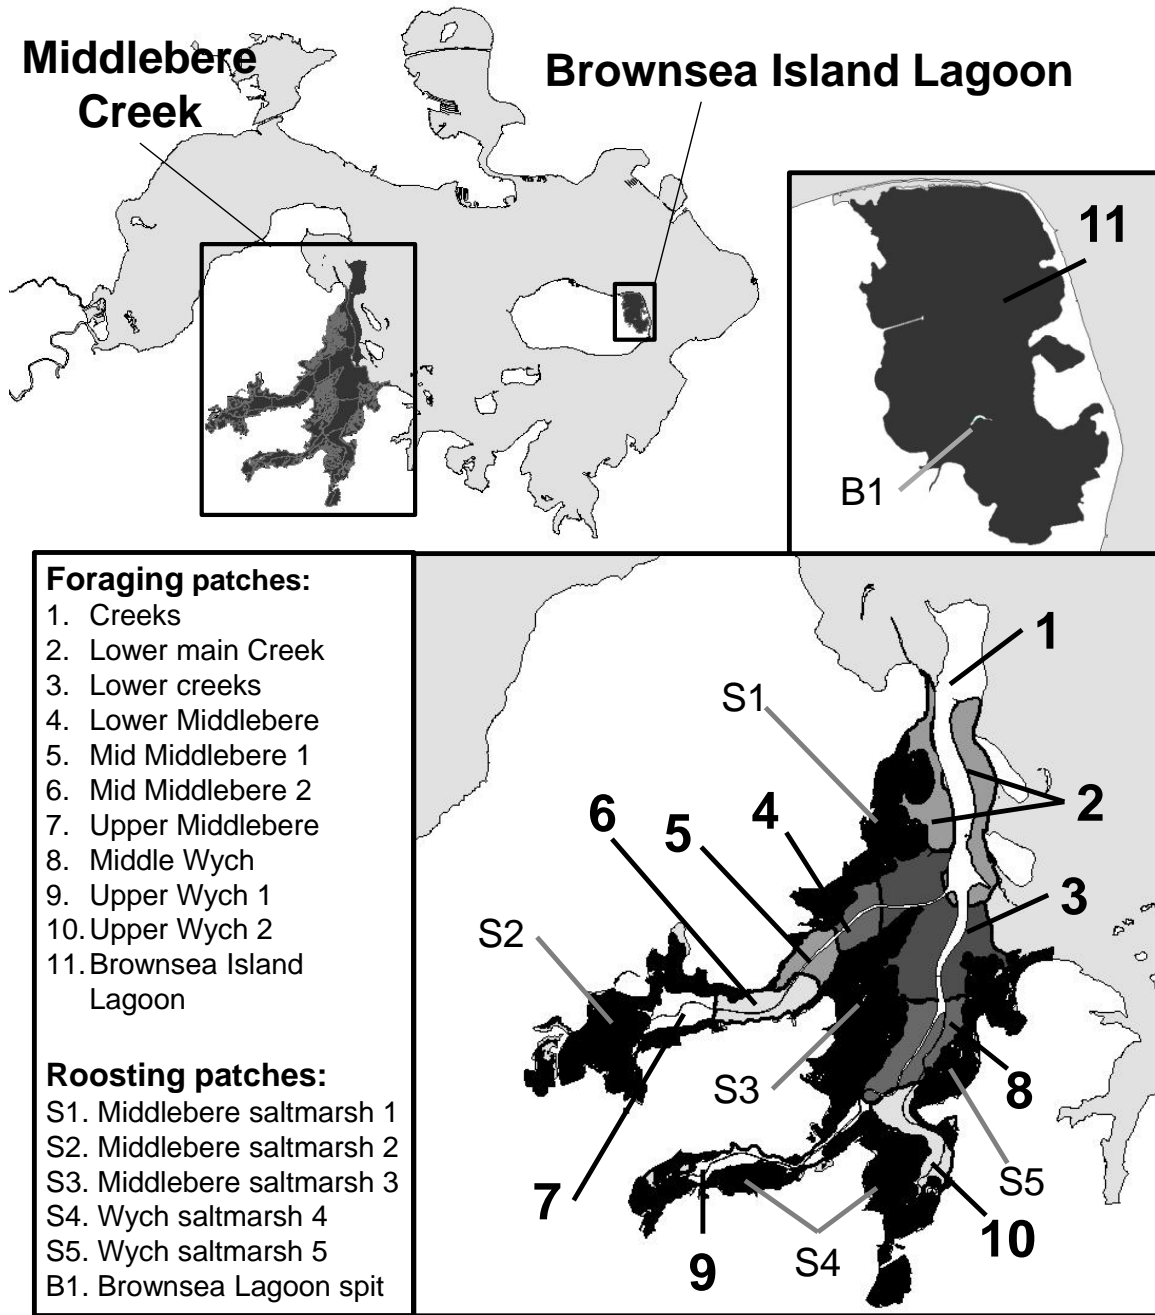 Middlebere
Creek
Brownsea Island Lagoon
11
B1
Foraging patches:
1. Creeks
2. Lower main Creek
3. Lower creeks
4. Lower Middlebere
5. Mid Middlebere 1
6. Mid Middlebere 2
7. Upper Middlebere
8. Middle Wych
9. Upper Wych 1
10. Upper Wych 2
11. Brownsea Island
Lagoon
Roosting patches:
S1. Middlebere saltmarsh 1
S2. Middlebere saltmarsh 2
S3. Middlebere saltmarsh 3
S4. Wych saltmarsh 4
S5. Wych saltmarsh 5
B1. Brownsea Lagoon spit
1
S1
2
6
5
4
3
S2
S3
8
S5
7
9
S4
10